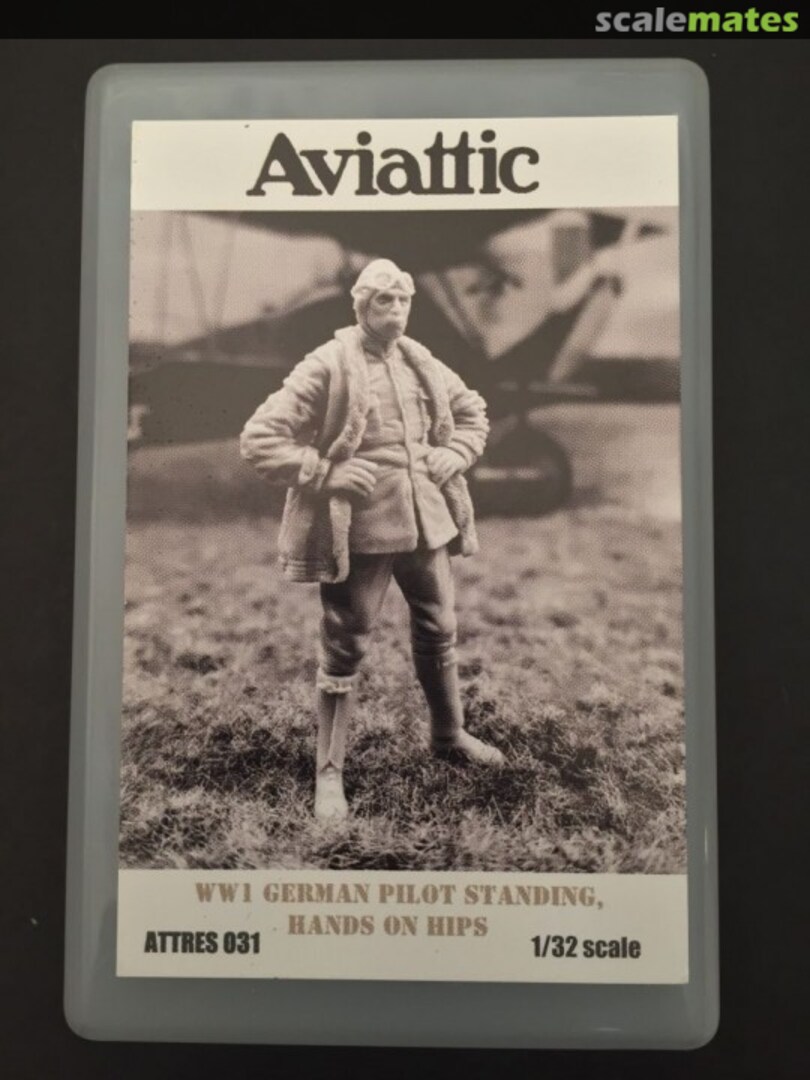 scalemates
Aviattic
WW1 GERMAN PILOT STANDING,
HANDS ON HIPS
ATTRES 031
1/32 scale